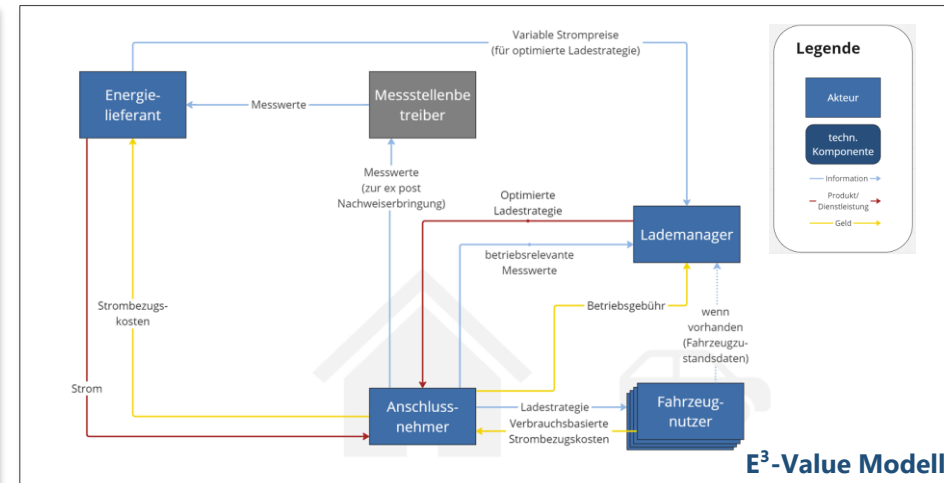 Variable Strompreise
(für optimierte Ladestrategie)
Legende
Energie-
lieferant
Messwerte
Messstellenbe
treiber
Akteur
techn.
Komponente
Information
Produkt/
Dienstleistung
Geld
Messwerte
(zur ex post
Nachweiserbringung)
Optimierte
Ladestrategie
Lademanager
betriebsrelevante
Messwerte
Strombezugs-
kosten
Betriebsgebühr
wenn
vorhanden
(Fahrzeugzu-
standsdaten)
Strom
Anschluss-
nehmer
Ladestrategie
Verbrauchsbasierte
Strombezugskosten
Fahrzeug-
nutzer
E³-Value Modell